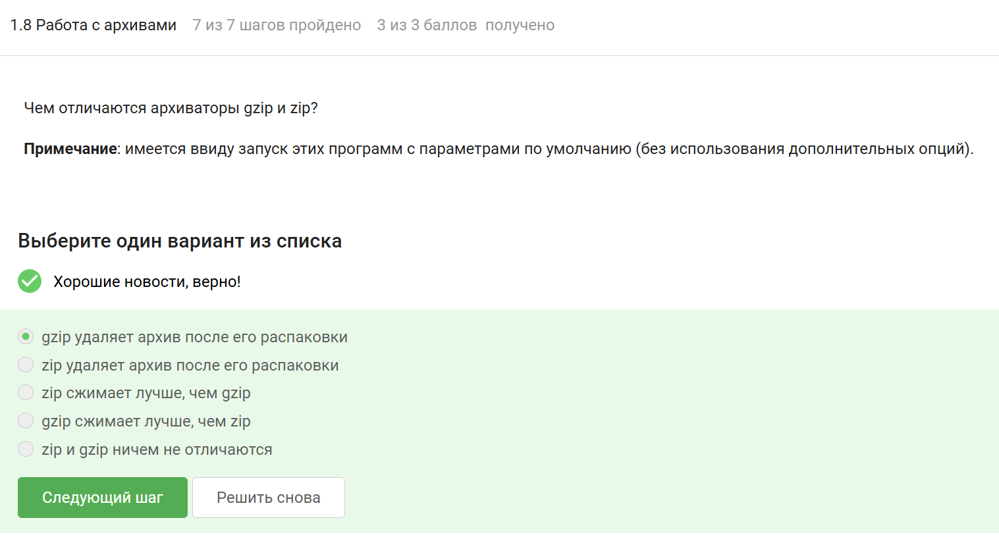 1.8 Работа с архивами 7 из 7 шагов пройдено 3 из 3 баллов получено
Чем отличаются архиваторы gzip и zip?
Примечание: имеется ввиду запуск этих программ с параметрами по умолчанию (без использования дополнительных опций).
Выберите один вариант из списка
Хорошие новости, верно!
gzip удаляет архив после его распаковки
zip удаляет архив после его распаковки
zip сжимает лучше, чем gzip
gzip сжимает лучше, чем zip
zip и gzip ничем не отличаются
Следующий шаг Решить снова